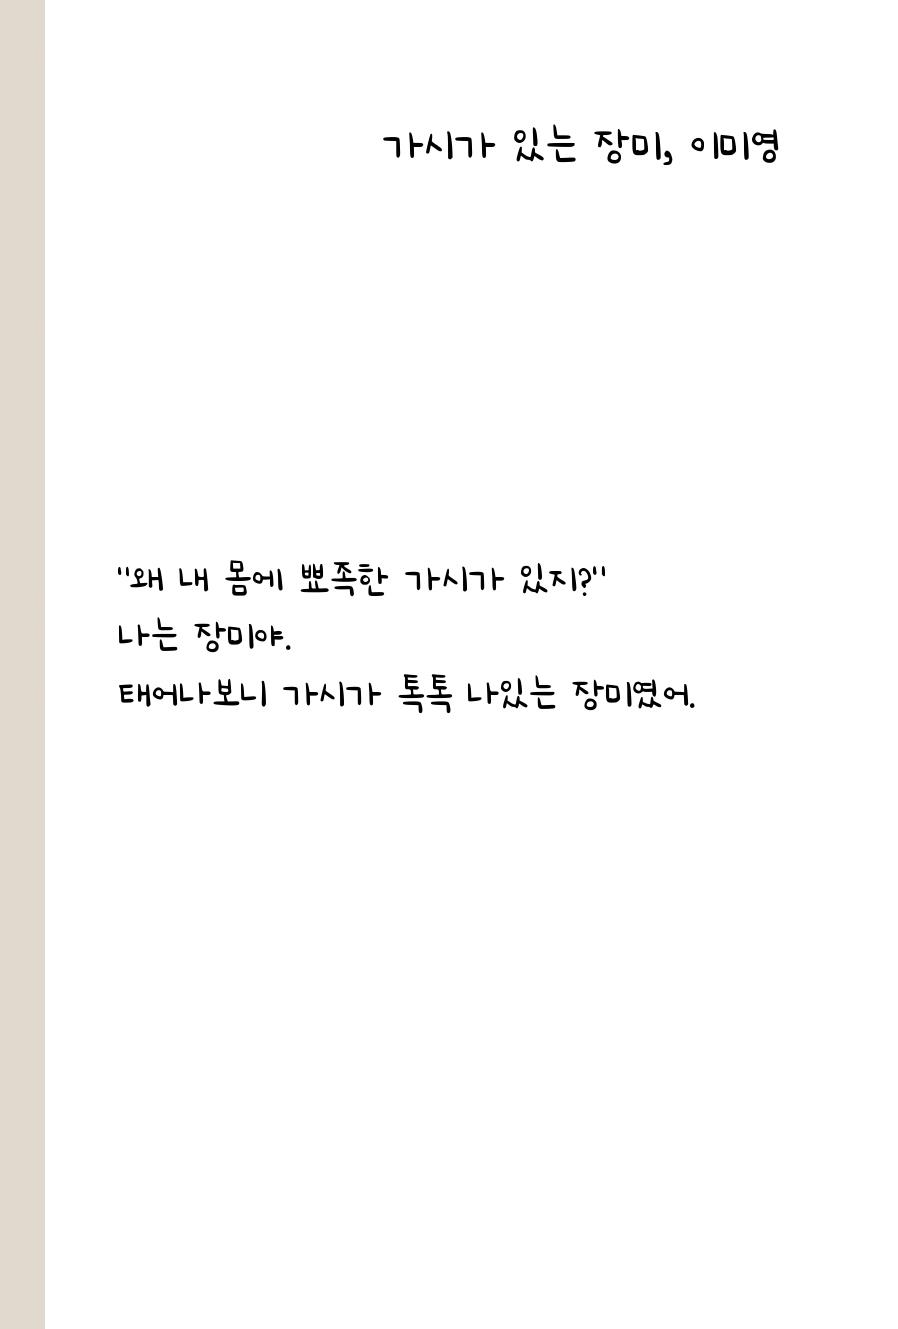 가시가 있는 장미, 이미영
"왜 내 몸에 뾰족한 가시가 있지?"
나는 장미야.
태어나보니 가시가 톡톡 나있는 장미였어.